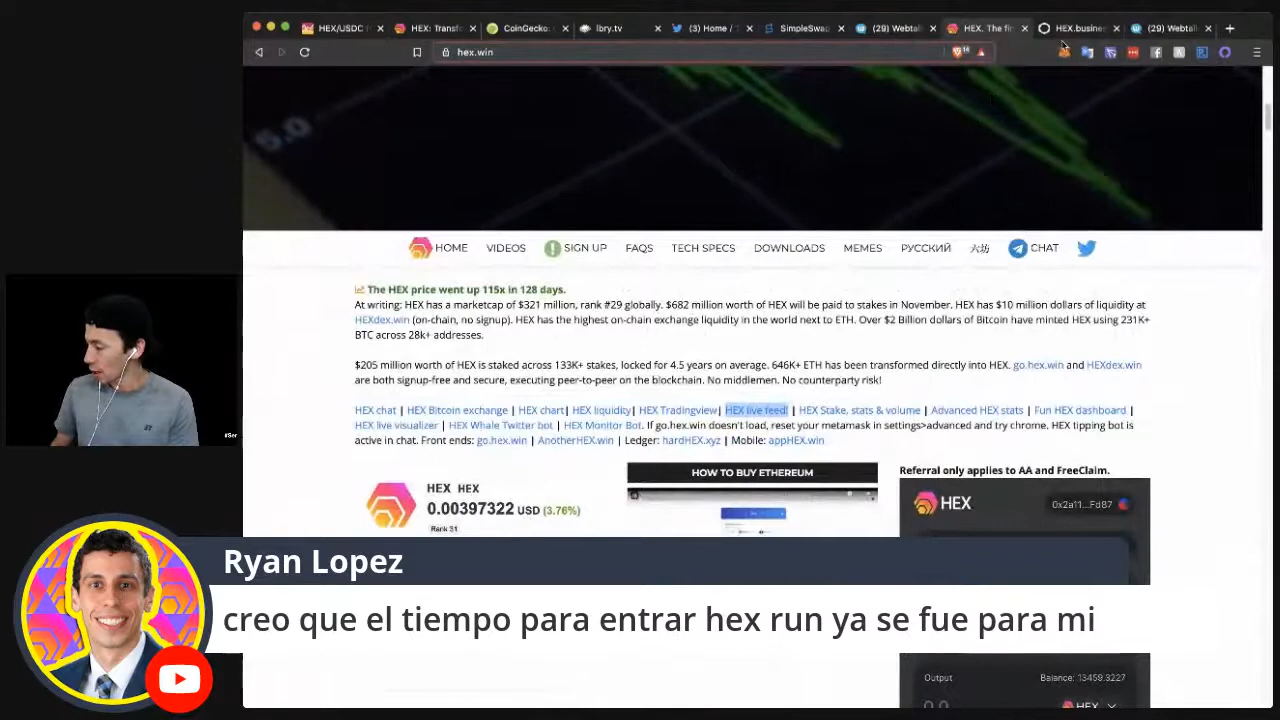 HEX/USDC
HEX: Transfo
CoinGecko:
lbry.tv
(3) Home / T
SimpleSwap
(29) Webtalk
HEX. The fir
HEX.busines
(29) Webtalk
hex.win
5.0
HOME VIDEOS SIGN UP FAQS TECH SPECS DOWNLOADS MEMES РУССКИЙ CHAT
The HEX price went up 115x in 128 days.
At writing: HEX has a marketcap of $321 million, rank #29 globally. $682 million worth of HEX will be paid to stakes in November. HEX has $10 million dollars of liquidity at
HEXdex.win (on-chain, no signup). HEX has the highest on-chain exchange liquidity in the world next to ETH. Over $2 Billion dollars of Bitcoin have minted HEX using 231K+
BTC across 28k+ addresses.
$205 million worth of HEX is staked across 133K+ stakes, locked for 4.5 years on average. 646K+ ETH has been transformed directly into HEX. go.hex.win and HEXdex.win
are both signup-free and secure, executing peer-to-peer on the blockchain. No middlemen. No counterparty risk!
HEX chat | HEX Bitcoin exchange | HEX chart| HEX liquidity| HEX Tradingview| HEX live feed! | HEX Stake, stats & volume | Advanced HEX stats | Fun HEX dashboard |
HEX live visualizer | HEX Whale Twitter bot | HEX Monitor Bot. If go.hex.win doesn't load, reset your metamask in settings>advanced and try chrome. HEX tipping bot is
active in chat. Front ends: go.hex.win | AnotherHEX.win | Ledger: hardHEX.xyz | Mobile: appHEX.win
HEX HEX
0.00397322 USD (3.76%)
Rank 31
HOW TO BUY ETHEREUM
Referral only applies to AA and FreeClaim.
HEX 0x2a11...Fd87
#Ser
Ryan Lopez
creo que el tiempo para entrar hex run ya se fue para mi
Output Balance: 13459.3227
0.0 HEX